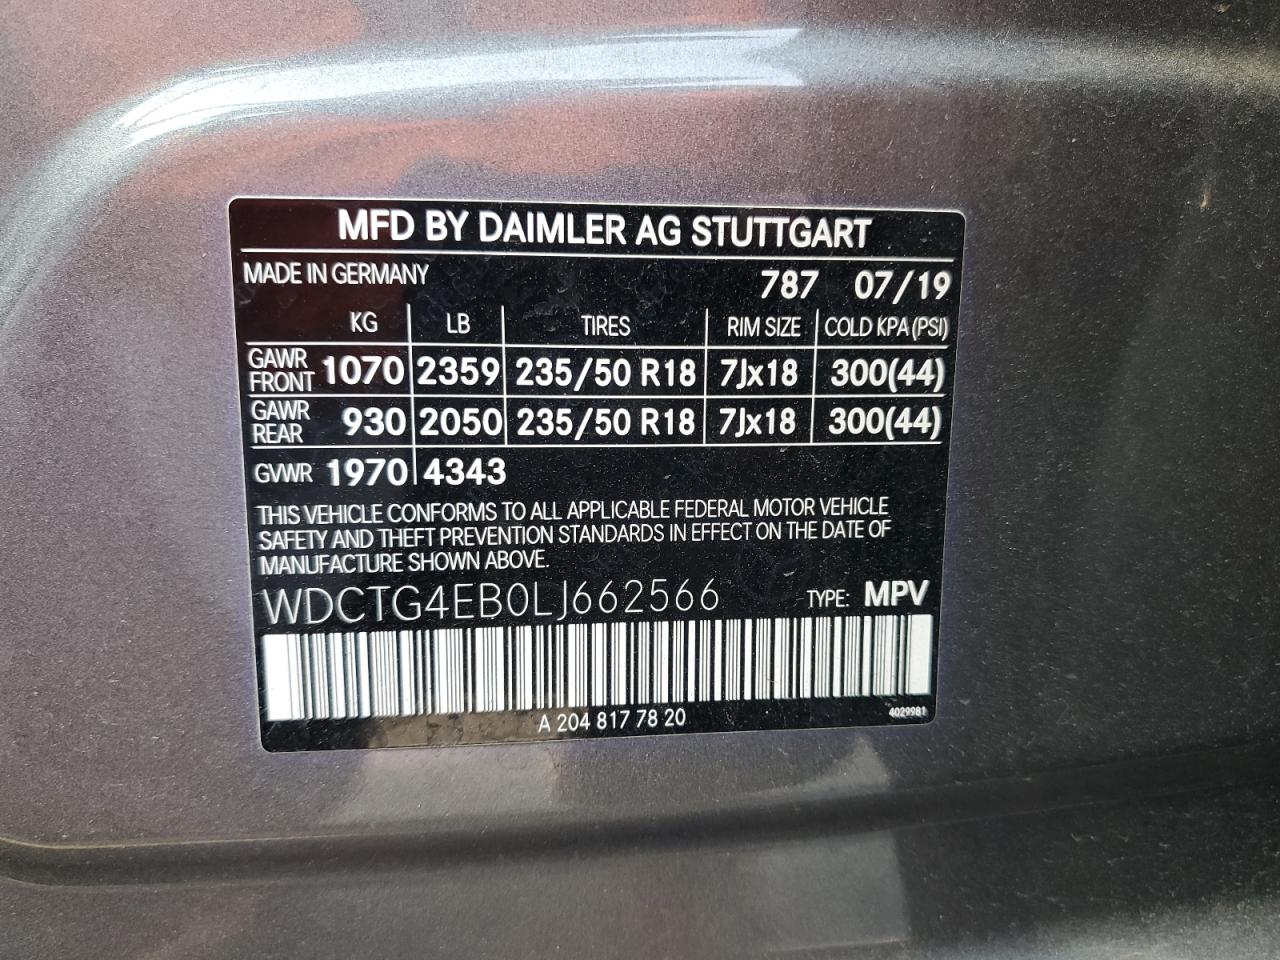 MFD BY DAIMLER AG STUTTGART
MADE IN GERMANY 787 07/19
KG LB TIRES RIM SIZE COLD KPA (PSI)
GAWR FRONT 1070 2359 235/50 R18 7Jx18 300(44)
GAWR REAR 930 2050 235/50 R18 7Jx18 300(44)
GVWR 1970 4343
THIS VEHICLE CONFORMS TO ALL APPLICABLE FEDERAL MOTOR VEHICLE
SAFETY AND THEFT PREVENTION STANDARDS IN EFFECT ON THE DATE OF
MANUFACTURE SHOWN ABOVE.
WDCTG4EB0LJ662566 TYPE: MPV
A 204 817 78 20 4029981